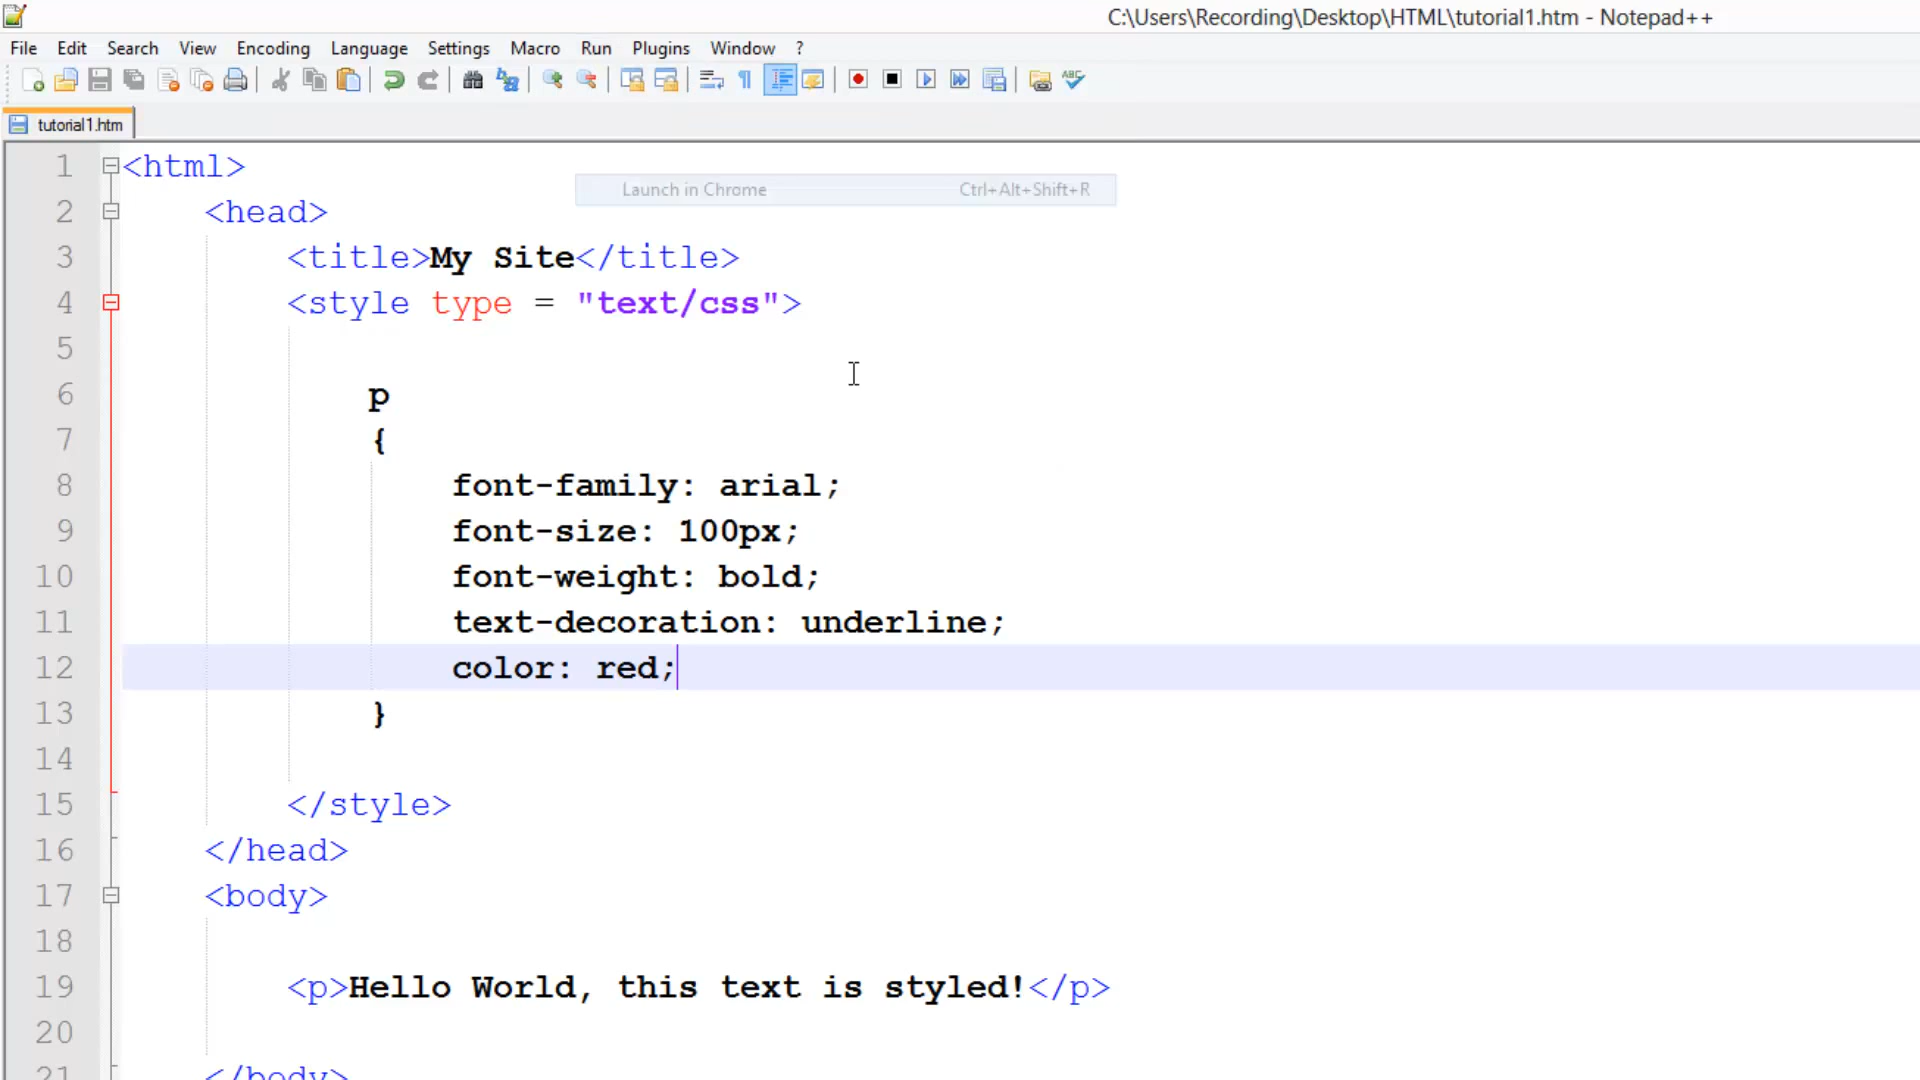 C:\Users\Recording\Desktop\HTML\tutorial1.htm - Notepad++
File Edit Search View Encoding Language Settings Macro Run Plugins Window ?
ABC
tutorial1.htm
1 <html>
Launch in Chrome Ctrl+Alt+Shift+R
2 <head>
3 <title>My Site</title>
4 <style type = "text/css">
5
6 p
7 {
8 font-family: arial;
9 font-size: 100px;
10 font-weight: bold;
11 text-decoration: underline;
12 color: red;
13 }
14
15 </style>
16 </head>
17 <body>
18
19 <p>Hello World, this text is styled!</p>
20
21 </body>